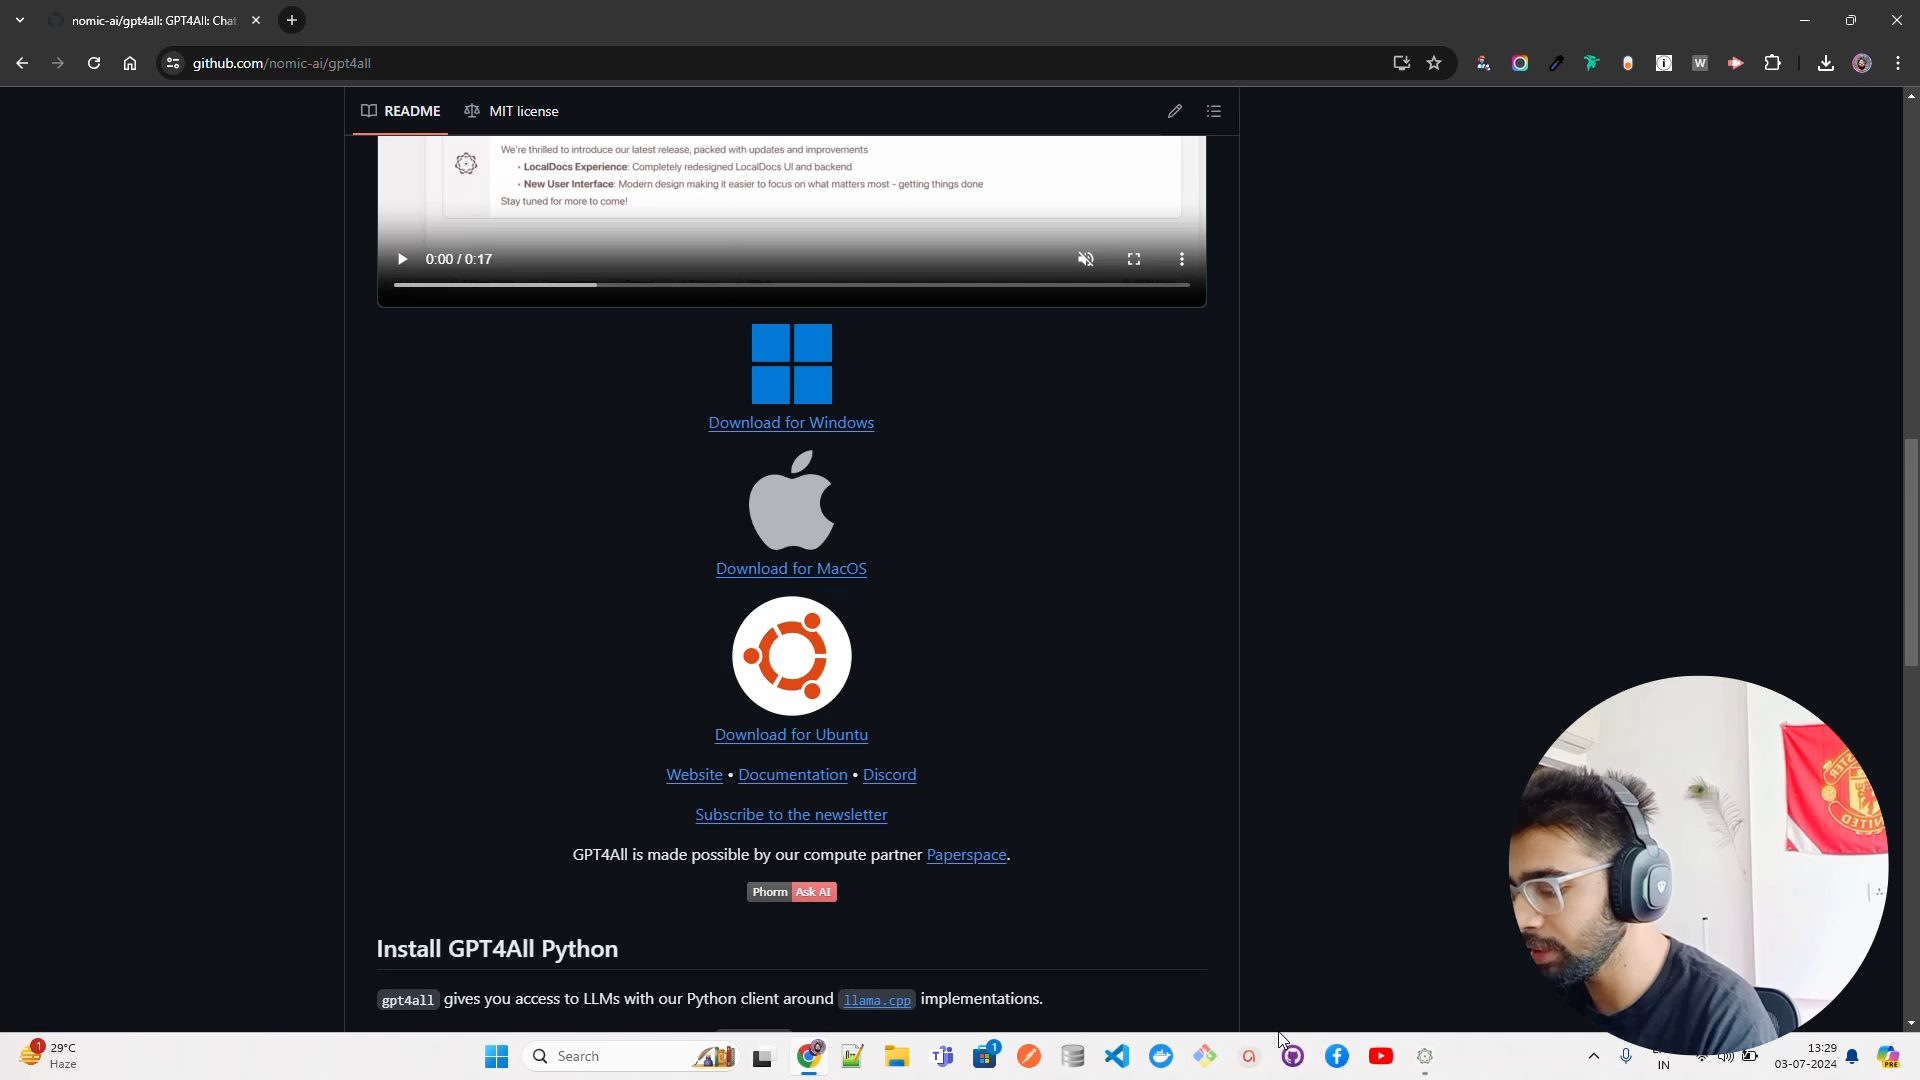 nomic-ai/gpt4all: GPT4All: Chat
github.com/nomic-ai/gpt4all
README
MIT license
We're thrilled to introduce our latest release, packed with updates and improvements
• LocalDocs Experience: Completely redesigned LocalDocs UI and backend
• New User Interface: Modern design making it easier to focus on what matters most - getting things done
Stay tuned for more to come!
0:00 / 0:17
Download for Windows
Download for MacOS
Download for Ubuntu
Website • Documentation • Discord
Subscribe to the newsletter
GPT4All is made possible by our compute partner Paperspace.
Phorm Ask AI
Install GPT4All Python
gpt4all gives you access to LLMs with our Python client around llama.cpp implementations.
UNITED
1
29°C
Haze
Search
1
IN
13:29
03-07-2024
PRE